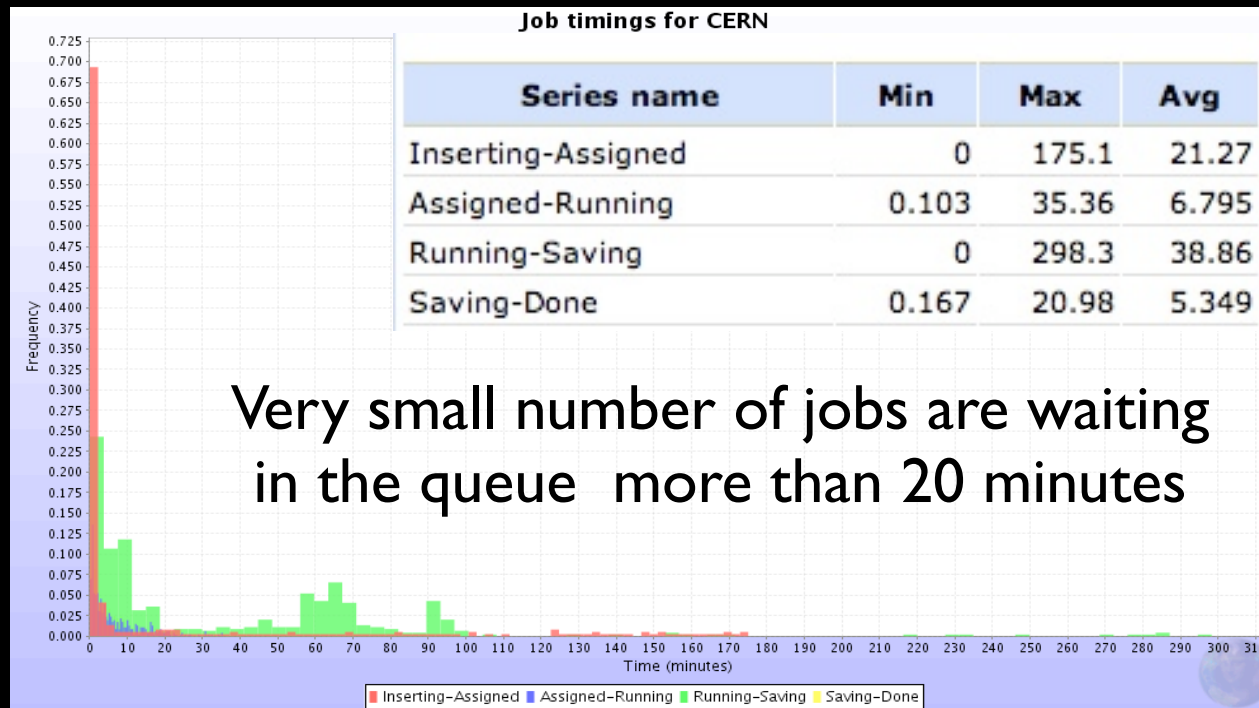 Job timings for CERN
Series name Min Max Avg
Inserting-Assigned 0 175.1 21.27
Assigned-Running 0.103 35.36 6.795
Running-Saving 0 298.3 38.86
Saving-Done 0.167 20.98 5.349
Very small number of jobs are waiting
in the queue more than 20 minutes
0.725
0.700
0.675
0.650
0.625
0.600
0.575
0.550
0.525
0.500
0.475
0.450
0.425
0.400
0.375
0.350
0.325
0.300
0.275
0.250
0.225
0.200
0.175
0.150
0.125
0.100
0.075
0.050
0.025
0.000
Frequency
0 10 20 30 40 50 60 70 80 90 100 110 120 130 140 150 160 170 180 190 200 210 220 230 240 250 260 270 280 290 300 31
Time (minutes)
Inserting-Assigned Assigned-Running Running-Saving Saving-Done